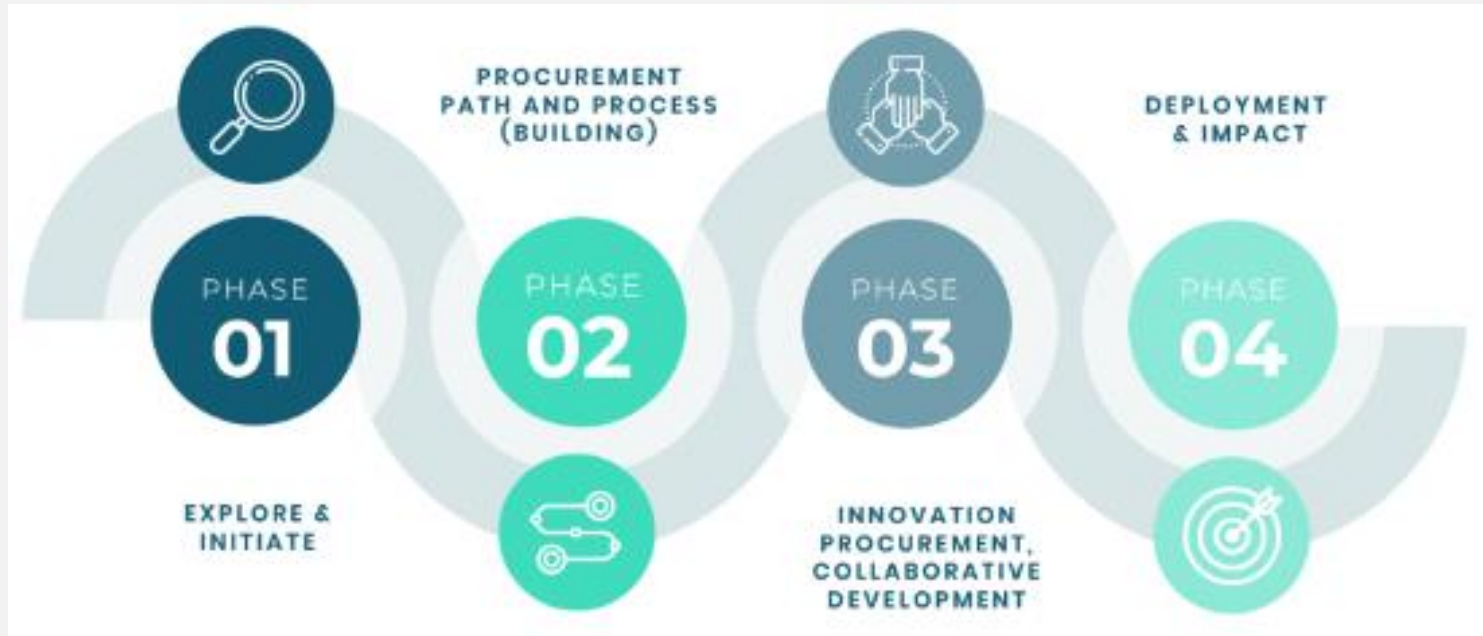 PHASE
01
EXPLORE &
INITIATE
PROCUREMENT
PATH AND PROCESS
(BUILDING)
PHASE
02
PHASE
03
INNOVATION
PROCUREMENT,
COLLABORATIVE
DEVELOPMENT
DEPLOYMENT
& IMPACT
PHASE
04